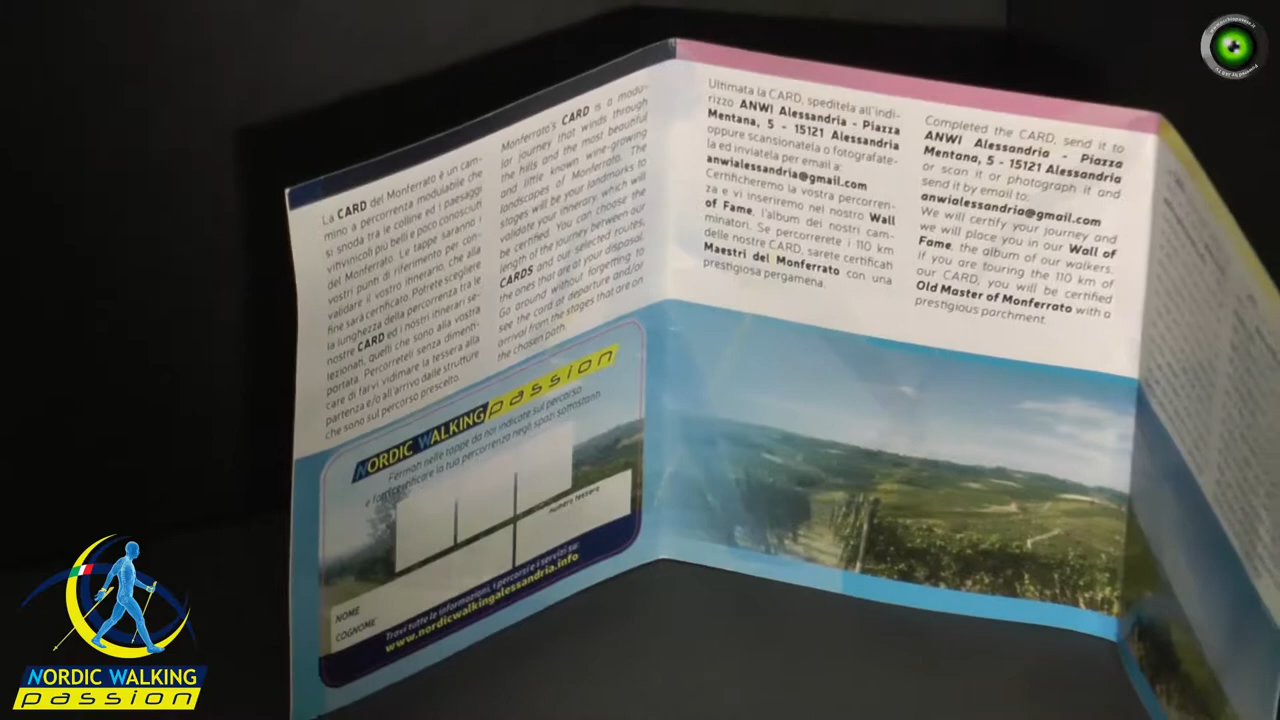 La CARD del Monferrato è un cam-
mino a percorrenza modulabile che
si snoda tra le colline ed i paesaggi
vitivinicoli più belli e poco conosciuti
del Monferrato. Le tappe saranno i
vostri punti di riferimento per con-
validare il vostro itinerario, che alla
fine sarà cerificato. Potrete scegliere
la lunghezza della percorrenza tra le
nostre CARD ed i nostri itinerari se-
lezionati, quelli che sono alla vostra
portata. Percorreteli senza dimenti-
care di farvi vidimare la tessera alla
partenza e/o all'arrivo dalle strutture
che sono sul percorso prescelto.
Monferrato's CARD is a modu-
lar journey that winds through
the hills and the most beautiful
and little known wine-growing
landscapes of Monferrato. The
stages will be your landmarks to
validate your itinerary, which will
be certified. You can choose the
length of the journey between our
CARDS and our selected routes,
the ones that are at your disposal.
Go around without forgetting to
see the card at departure and/or
arrival from the stages that are on
the chosen path.
NORDIC WALKING passion
Fermati nelle tappe da noi indicate sul percorso
e fatti certificare la tua percorrenza negli spazi sottostanti
numero tessera
NOME
COGNOME
Trovi tutte le informazioni, i percorsi e i servizi su:
www.nordicwalkingalessandria.info
Ultimata la CARD, speditela all'indi-
rizzo ANWI Alessandria - Piazza
Mentana, 5 - 15121 Alessandria
oppure scansionatela o fotografate-
la ed inviatela per email a:
anwialessandria@gmail.com
Certificheremo la vostra percorren-
za e vi inseriremo nel nostro Wall
of Fame, l'album dei nostri cam-
minatori. Se percorrerete i 110 km
delle nostre CARD, sarete certificati
Maestri del Monferrato con una
prestigiosa pergamena.
Completed the CARD, send it to
ANWI Alessandria - Piazza
Mentana, 5 - 15121 Alessandria
or scan it or photograph it and
send it by email to:
anwialessandria@gmail.com
We will certify your journey and
we will place you in our Wall of
Fame, the album of our walkers.
if you are touring the 110 km of
our CARD, you will be certified
Old Master of Monferrato with a
prestigious parchment.
NORDIC WALKING
passion